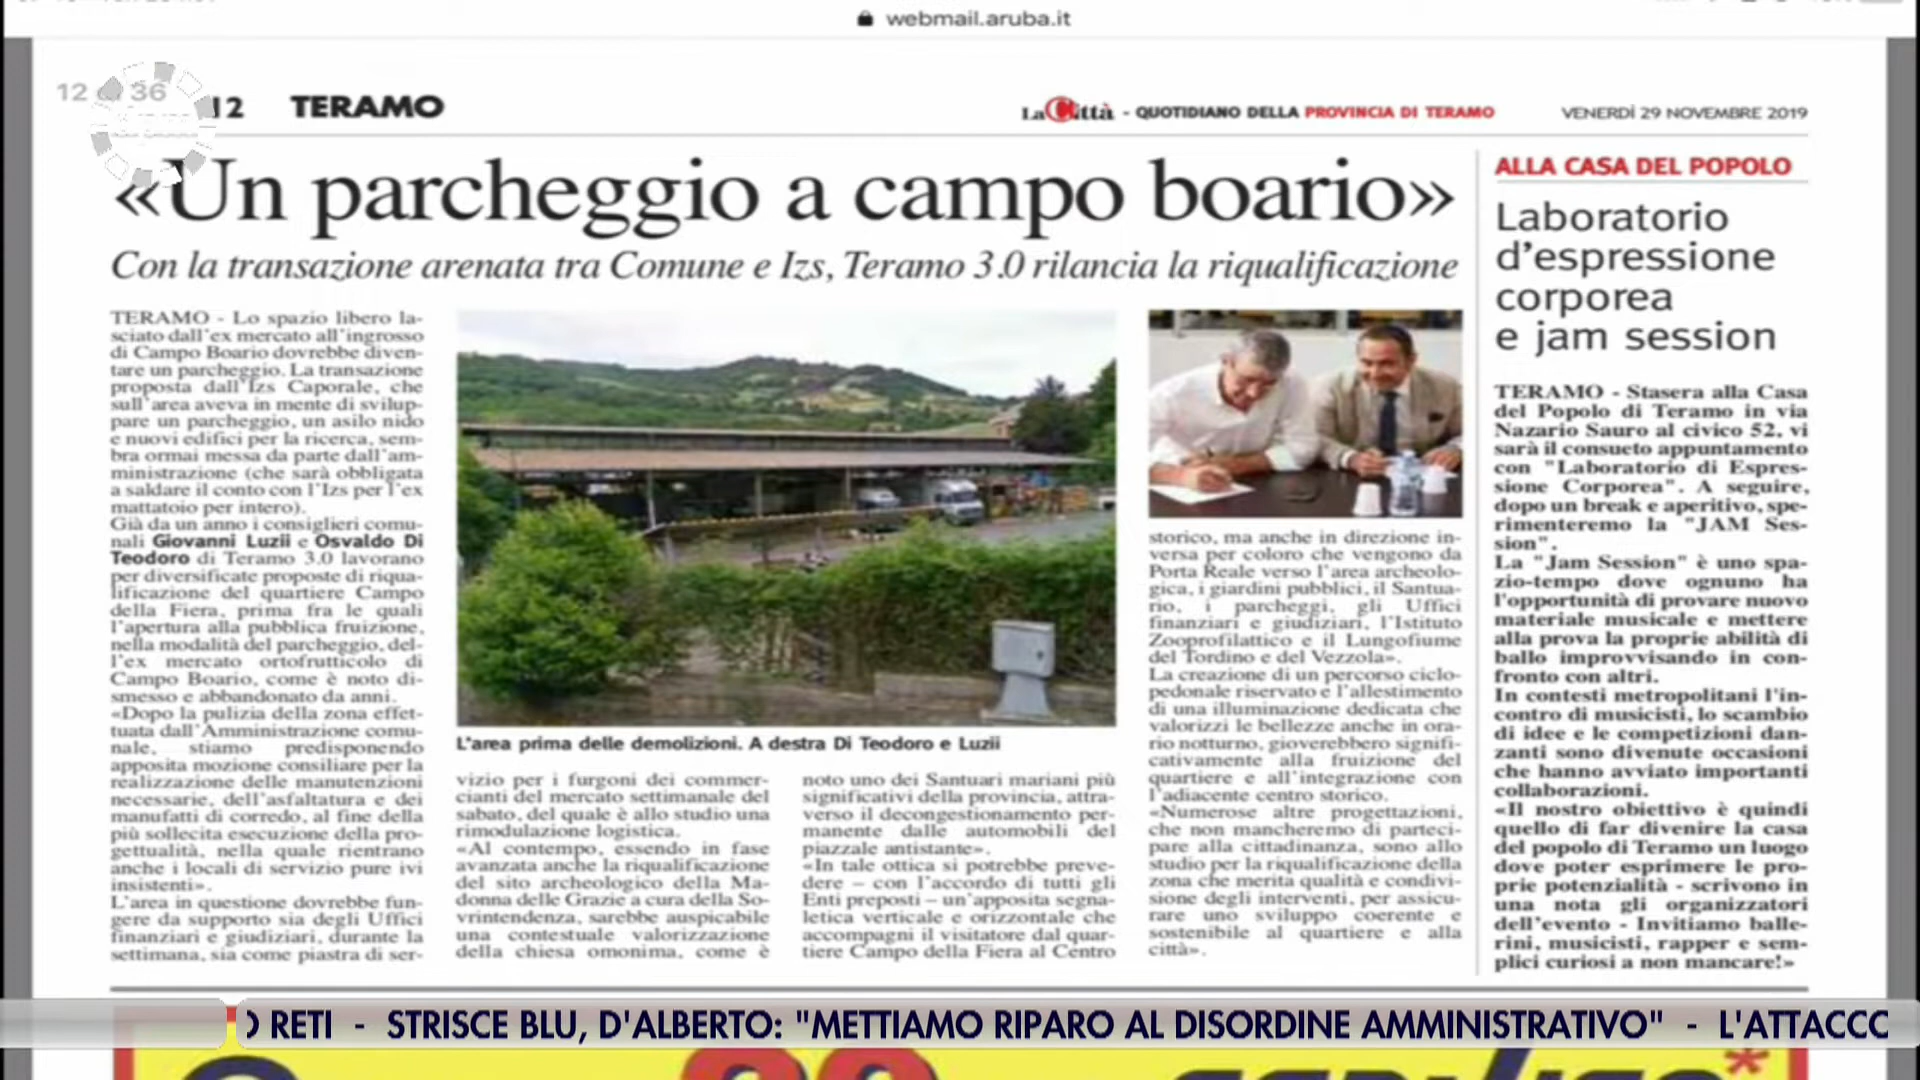 webmail.aruba.it
12 di 36
12 TERAMO
La Città - QUOTIDIANO DELLA PROVINCIA DI TERAMO
VENERDÌ 29 NOVEMBRE 2019
«Un parcheggio a campo boario»
Con la transazione arenata tra Comune e Izs, Teramo 3.0 rilancia la riqualificazione
TERAMO - Lo spazio libero la-
sciato dall'ex mercato all'ingrosso
di Campo Boario dovrebbe diven-
tare un parcheggio. La transazione
proposta dall'Izs Caporale, che
sull'area aveva in mente di svilup-
pare un parcheggio, un asilo nido
e nuovi edifici per la ricerca, sem-
bra ormai messa da parte dall'am-
ministrazione (che sarà obbligata
a saldare il conto con l'Izs per l'ex
mattatoio per intero).
Già da un anno i consiglieri comu-
nali Giovanni Luzii e Osvaldo Di
Teodoro di Teramo 3.0 lavorano
per diversificate proposte di riqua-
lificazione del quartiere Campo
della Fiera, prima fra le quali
l'apertura alla pubblica fruizione,
nella modalità del parcheggio, del-
l'ex mercato ortofrutticolo di
Campo Boario, come è noto di-
smesso e abbandonato da anni.
«Dopo la pulizia della zona effet-
tuata dall'Amministrazione comu-
nale, stiamo predisponendo
apposita mozione consiliare per la
realizzazione delle manutenzioni
necessarie, dell'asfaltatura e dei
manufatti di corredo, al fine della
più sollecita esecuzione della pro-
gettualità, nella quale rientrano
anche i locali di servizio pure ivi
insistenti».
L'area in questione dovrebbe fun-
gere da supporto sia degli Uffici
finanziari e giudiziari, durante la
settimana, sia come piastra di ser-
L'area prima delle demolizioni. A destra Di Teodoro e Luzii
vizio per i furgoni dei commer-
cianti del mercato settimanale del
sabato, del quale è allo studio una
rimodulazione logistica.
«Al contempo, essendo in fase
avanzata anche la riqualificazione
del sito archeologico della Ma-
donna delle Grazie a cura della So-
vrintendenza, sarebbe auspicabile
una contestuale valorizzazione
della chiesa omonima, come è
noto uno dei Santuari mariani più
significativi della provincia, attra-
verso il decongestionamento per-
manente dalle automobili del
piazzale antistante».
«In tale ottica si potrebbe preve-
dere – con l'accordo di tutti gli
Enti preposti – un'apposita segna-
letica verticale e orizzontale che
accompagni il visitatore dal quar-
tiere Campo della Fiera al Centro
storico, ma anche in direzione in-
versa per coloro che vengono da
Porta Reale verso l'area archeolo-
gica, i giardini pubblici, il Santua-
rio, i parcheggi, gli Uffici
finanziari e giudiziari, l'Istituto
Zooprofilattico e il Lungofiume
del Tordino e del Vezzola».
La creazione di un percorso ciclo-
pedonale riservato e l'allestimento
di una illuminazione dedicata che
valorizzi le bellezze anche in ora-
rio notturno, gioverebbero signifi-
cativamente alla fruizione del
quartiere e all'integrazione con
l'adiacente centro storico.
«Numerose altre progettazioni,
che non mancheremo di parteci-
pare alla cittadinanza, sono allo
studio per la riqualificazione della
zona che merita qualità e condivi-
sione degli interventi, per assicu-
rare uno sviluppo coerente e
sostenibile al quartiere e alla
città».
ALLA CASA DEL POPOLO
Laboratorio
d'espressione
corporea
e jam session
TERAMO - Stasera alla Casa
del Popolo di Teramo in via
Nazario Sauro al civico 52, vi
sarà il consueto appuntamento
con "Laboratorio di Espres-
sione Corporea". A seguire,
dopo un break e aperitivo, spe-
rimenteremo la "JAM Ses-
sion".
La "Jam Session" è uno spa-
zio-tempo dove ognuno ha
l'opportunità di provare nuovo
materiale musicale e mettere
alla prova la proprie abilità di
ballo improvvisando in con-
fronto con altri.
In contesti metropolitani l'in-
contro di musicisti, lo scambio
di idee e le competizioni dan-
zanti sono divenute occasioni
che hanno avviato importanti
collaborazioni.
«Il nostro obiettivo è quindi
quello di far divenire la casa
del popolo di Teramo un luogo
dove poter esprimere le pro-
prie potenzialità - scrivono in
una nota gli organizzatori
dell'evento - Invitiamo balle-
rini, musicisti, rapper e sem-
plici curiosi a non mancare!»
O RETI - STRISCE BLU, D'ALBERTO: "METTIAMO RIPARO AL DISORDINE AMMINISTRATIVO" - L'ATTACCO